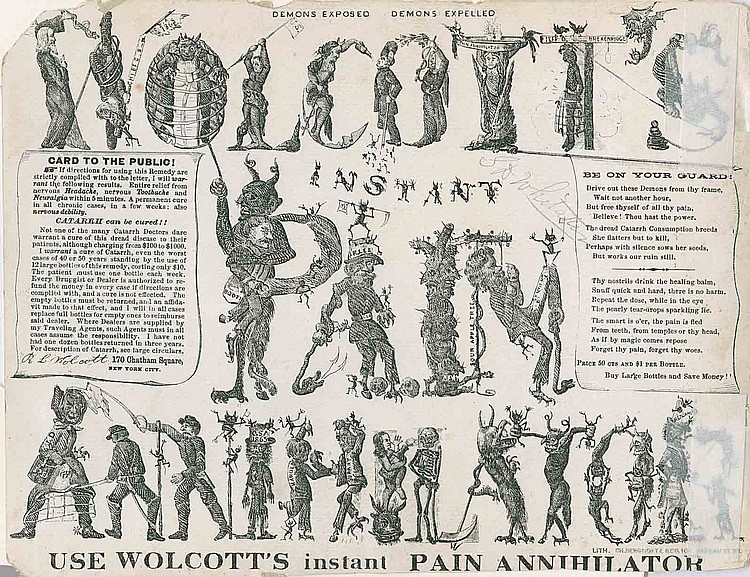 DEMONS EXPOSED DEMONS EXPELLED
WOLCOTT'S
INSTANT
PAIN
ANNIHILATOR
CARD TO THE PUBLIC!
If directions for using this Remedy are
strictly complied with to the letter, I will war-
rant the following results. Entire relief from
nervous Headache, nervous Toothache and
Neuralgia within 5 minutes. A permanent cure
in all chronic cases, in a few weeks: also
nervous debility.
CATARRH can be cured!!
Not one of the many Catarrh Doctors dare
warrant a cure of this dread disease to their
patients, although charging from $100 to $1000.
I warrant a cure of Catarrh, even the worst
cases of 40 or 50 years standing by the use of
12 large bottles of this remedy, costing only $10.
The patient must use one bottle each week.
Every Druggist or Dealer is authorized to re-
fund the money in every case if directions are
complied with, and a cure is not effected. The
empty bottles must be returned, and an affida-
vit made to that effect, and I will in all cases
replace full bottles for empty ones to reimburse
said dealer. Where Dealers are supplied by
my Traveling Agents, such Agents must in all
cases assume the responsibility. I have not
had one dozen bottles returned in three years.
For description of Catarrh, see large circulars.
R L Wolcott 170 Chatham Square,
NEW YORK CITY.
BE ON YOUR GUARD!
Drive out these Demons from thy frame,
Wait not another hour,
But free thyself of all thy pain,
Believe! Thou hast the power.
The dread Catarrh Consumption breeds
She flatters but to kill,
Perhaps with silence sows her seeds,
But works our ruin still.
Thy nostrils drink the healing balm,
Snuff quick and hard, there is no harm,
Repeat the dose, while in the eye
The pearly tear-drops sparkling lie.
The smart is o'er, the pain is fled
From teeth, from temples or thy head,
As if by magic comes repose
Forget thy pain, forget thy woes.
PRICE 50 CTS AND $1 PER BOTTLE.
Buy Large Bottles and Save Money!!
SOUR APPLE TREE
LITH.
USE WOLCOTT'S instant PAIN ANNIHILATOR